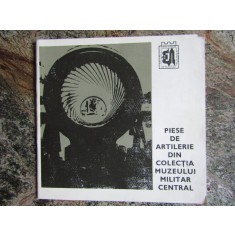 PIESE
DE
ARTILERIE
DIN
COLECȚIA
MUZEULUI
MILITAR
CENTRAL